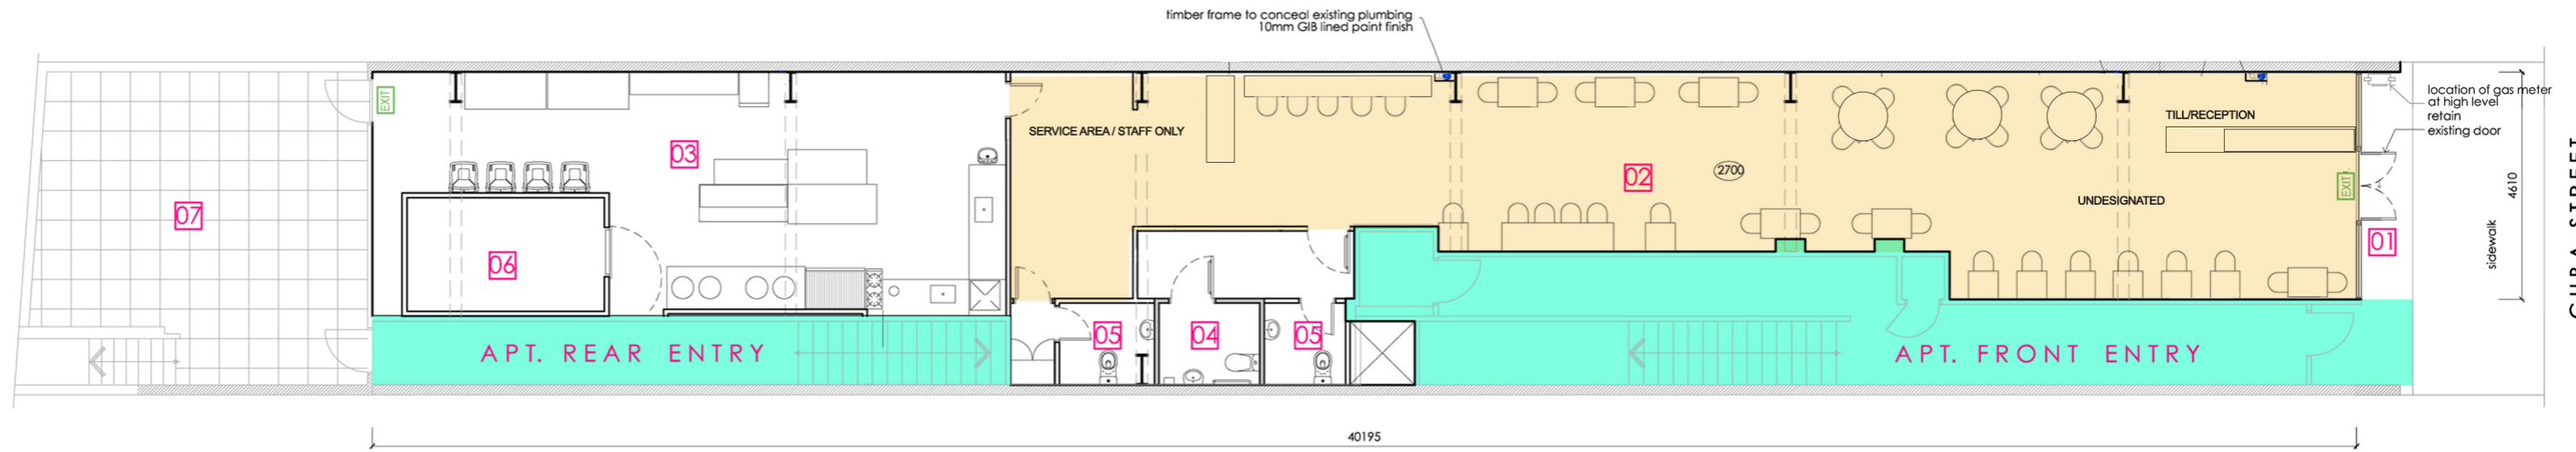 timber frame to conceal existing plumbing
10mm GIB lined paint finish
location of gas meter
at high level
retain
existing door
EXIT
SERVICE AREA / STAFF ONLY
TILL/RECEPTION
03
02
2700
EXIT
UNDESIGNATED
4610
07
01
sidewalk
06
05
04
05
APT. REAR ENTRY
APT. FRONT ENTRY
40195